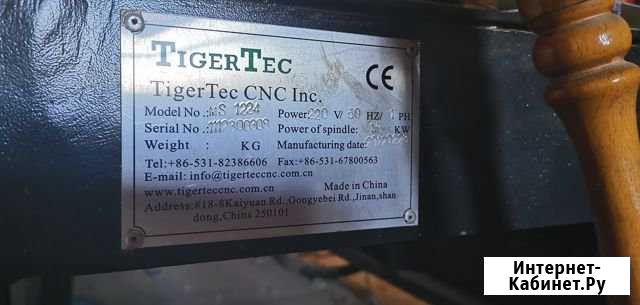 TIGERTEC
CE
TigerTec CNC Inc.
Model No.: MS 1224 Power: 220 V/ 50 HZ/ 1 PH
Serial No.: Power of spindle: KW
Weight : KG Manufacturing date:
Tel:+86-531-82386606 Fax:+86-531-67800563
E-mail: info@tigerteccnc.com.cn
www.tigerteccnc.com.cn Made in China
Address:#18-8Kaiyuan Rd.,Gongyebei Rd.,Jinan,shan
dong,China 250101
Интернет-
Кабинет.Ру